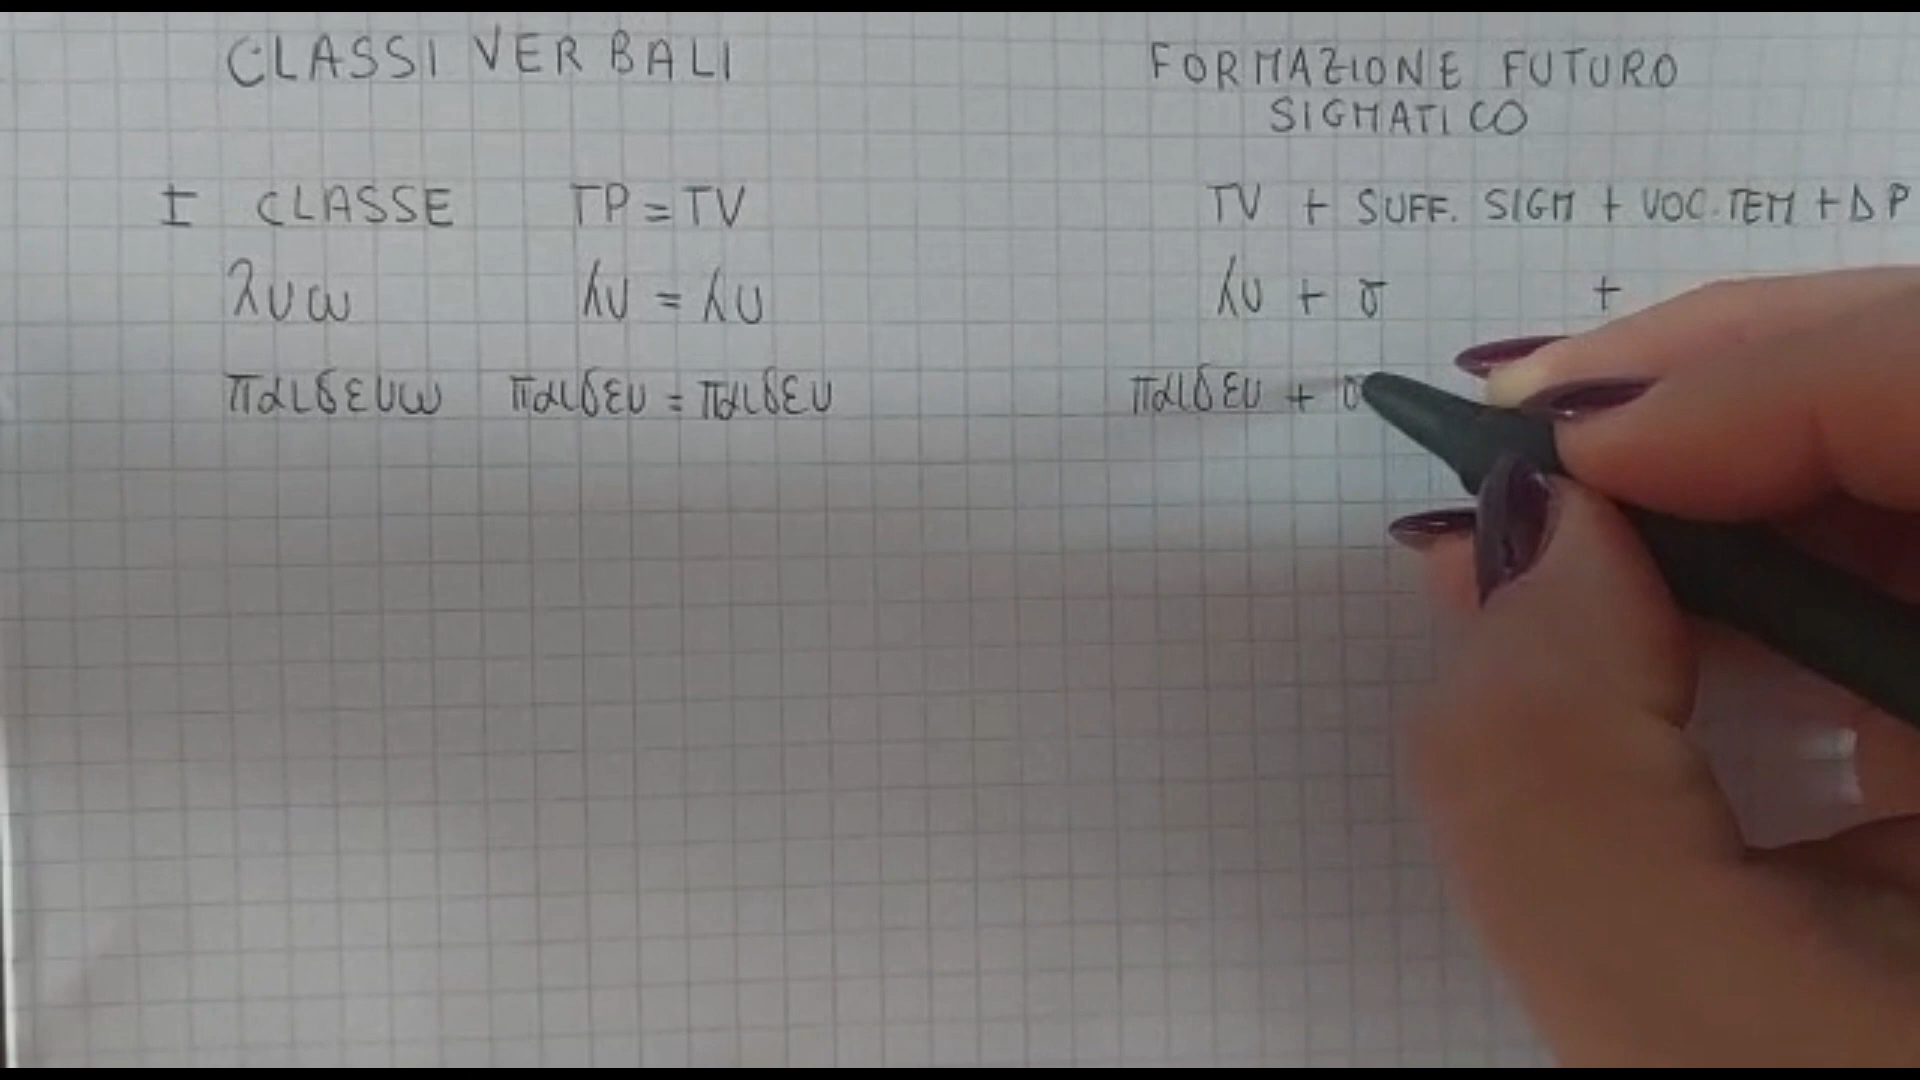 CLASSI VERBALI
FORMAZIONE FUTURO
SIGMATICO
I CLASSE TP = TV
TV + SUFF. SIGM + VOC. TEM + DP
λυω λυ = λυ
λυ + σ +
παιδευω παιδευ = παιδευ
παιδευ + σ